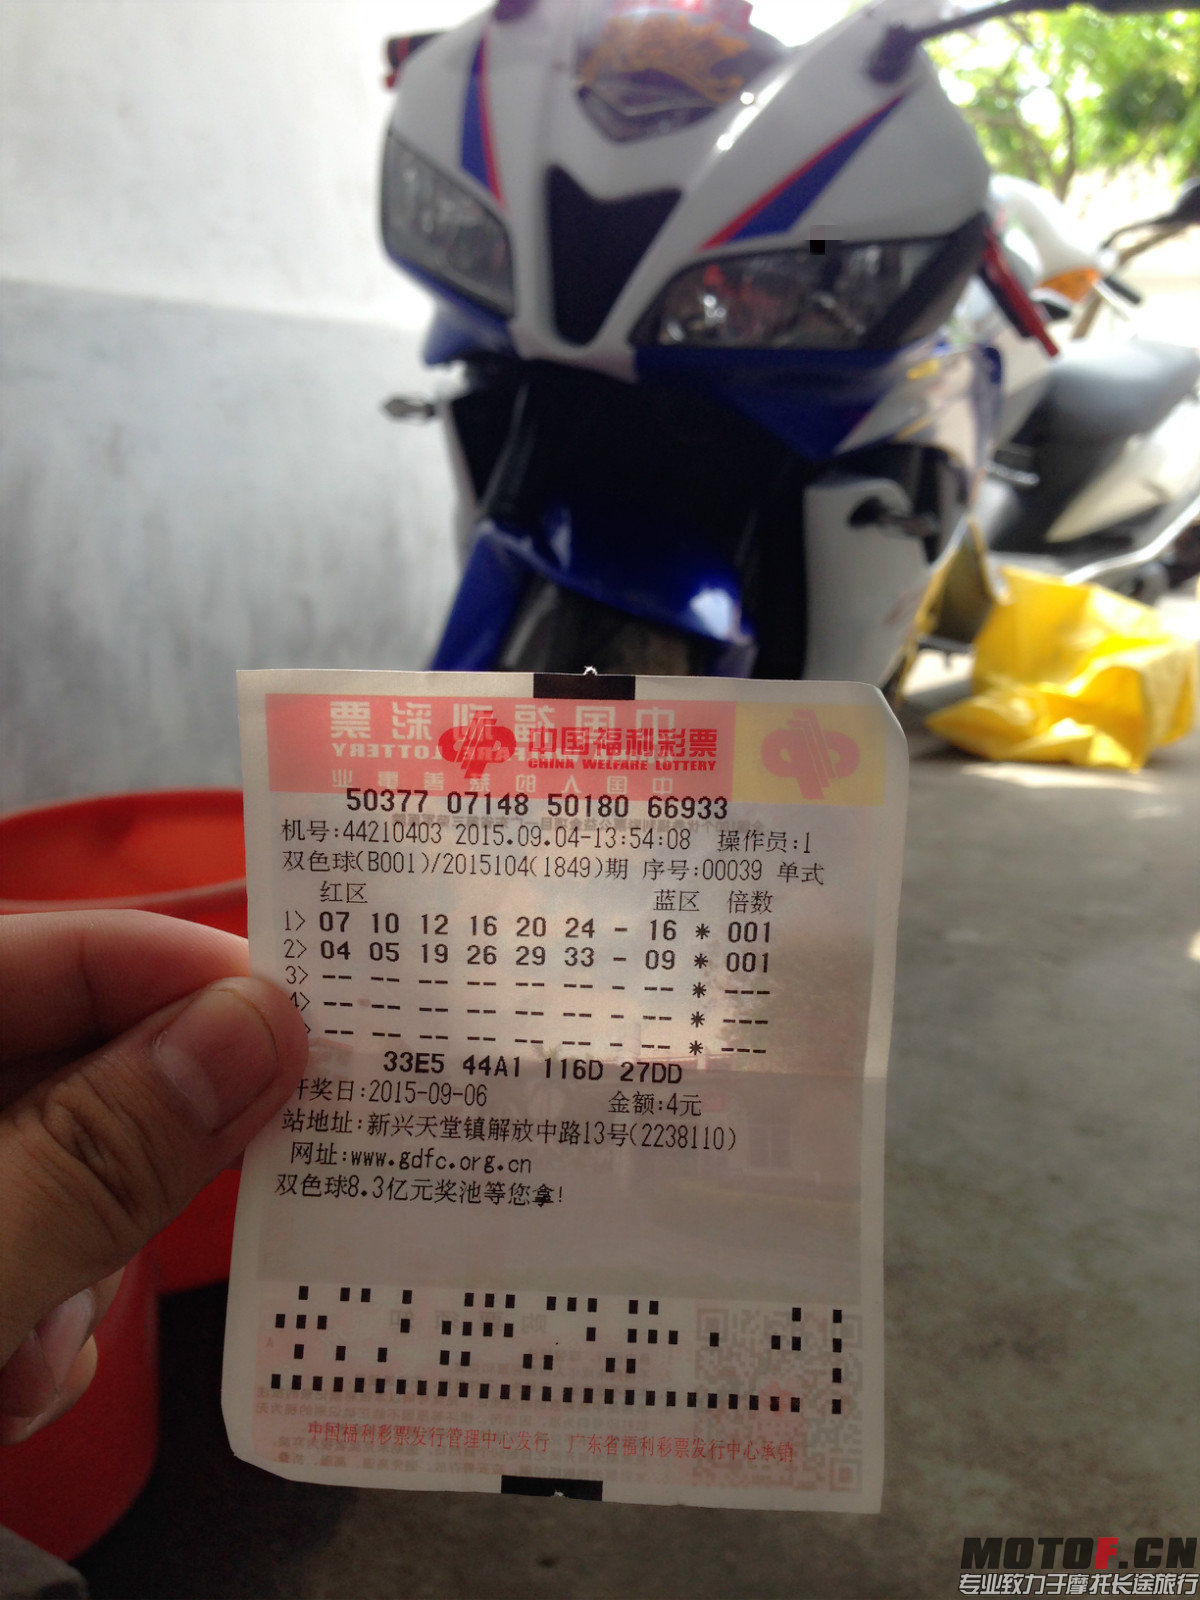 中国福利彩票
CHINA WELFARE LOTTERY
50377 07148 50180 66933
机号:44210403 2015.09.04-13:54:08 操作员:1
双色球(B001)/2015104(1849)期 序号:00039 单式
红区 蓝区 倍数
1> 07 10 12 16 20 24 - 16 * 001
2> 04 05 19 26 29 33 - 09 * 001
3> -- -- -- -- -- -- - -- * ---
4> -- -- -- -- -- -- - -- * ---
> -- -- -- -- -- -- - -- * ---
33E5 44A1 116D 27DD
开奖日:2015-09-06 金额:4元
站地址:新兴天堂镇解放中路13号(2238110)
网址:www.gdfc.org.cn
双色球8.3亿元奖池等您拿!
中国福利彩票发行管理中心发行 广东省福利彩票发行中心承销
MOTOF.CN
专业致力于摩托长途旅行